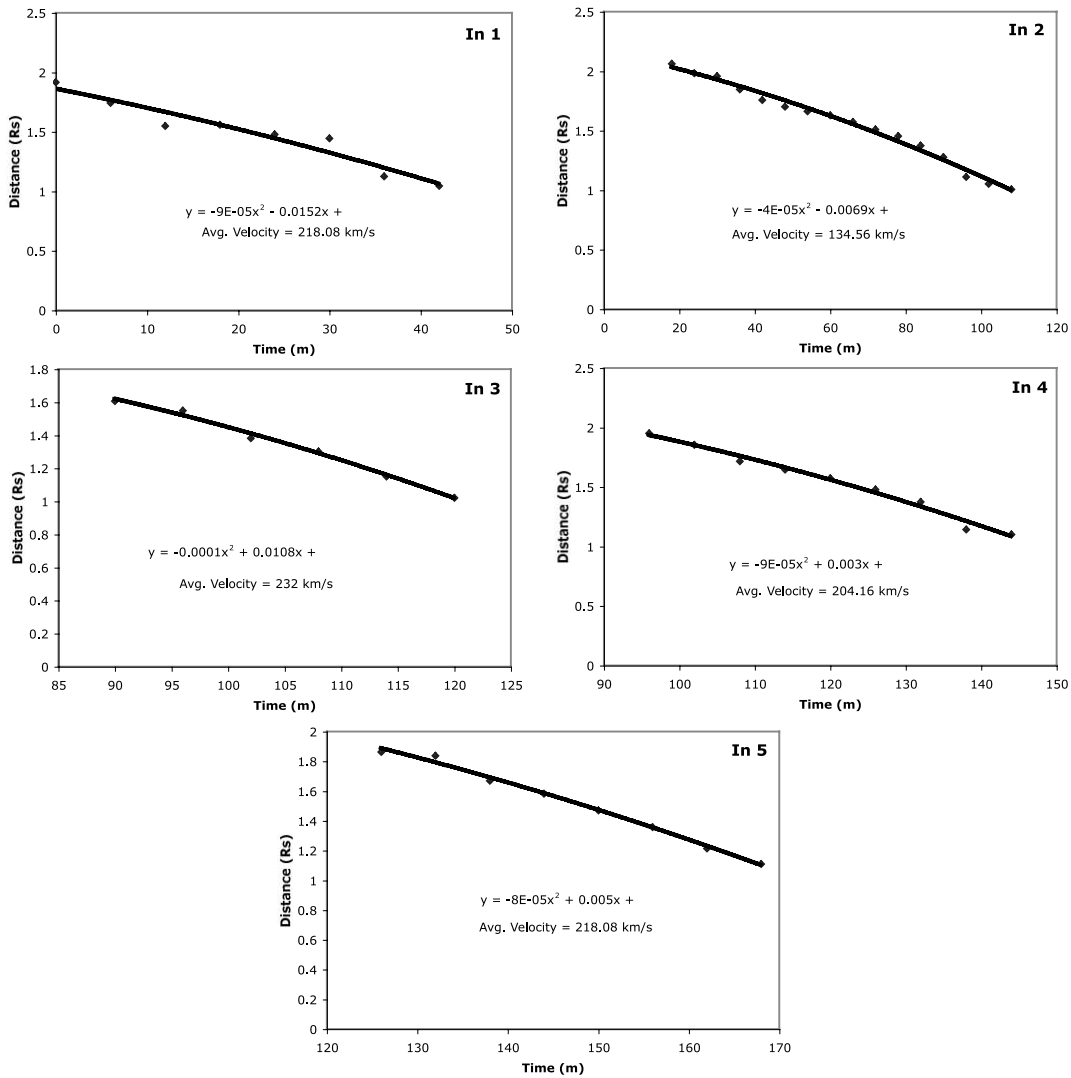 In 1
Distance (Rs)
2.5
2
1.5
1
0.5
0
y = -9E-05x² - 0.0152x +
Avg. Velocity = 218.08 km/s
0 10 20 30 40 50
Time (m)
In 2
Distance (Rs)
2.5
2
1.5
1
0.5
0
y = -4E-05x² - 0.0069x +
Avg. Velocity = 134.56 km/s
0 20 40 60 80 100 120
Time (m)
In 3
Distance (Rs)
1.8
1.6
1.4
1.2
1
0.8
0.6
0.4
0.2
0
y = -0.0001x² + 0.0108x +
Avg. Velocity = 232 km/s
85 90 95 100 105 110 115 120 125
Time (m)
In 4
Distance (Rs)
2.5
2
1.5
1
0.5
0
y = -9E-05x² + 0.003x +
Avg. Velocity = 204.16 km/s
90 100 110 120 130 140 150
Time (m)
In 5
Distance (Rs)
2
1.8
1.6
1.4
1.2
1
0.8
0.6
0.4
0.2
0
y = -8E-05x² + 0.005x +
Avg. Velocity = 218.08 km/s
120 130 140 150 160 170
Time (m)